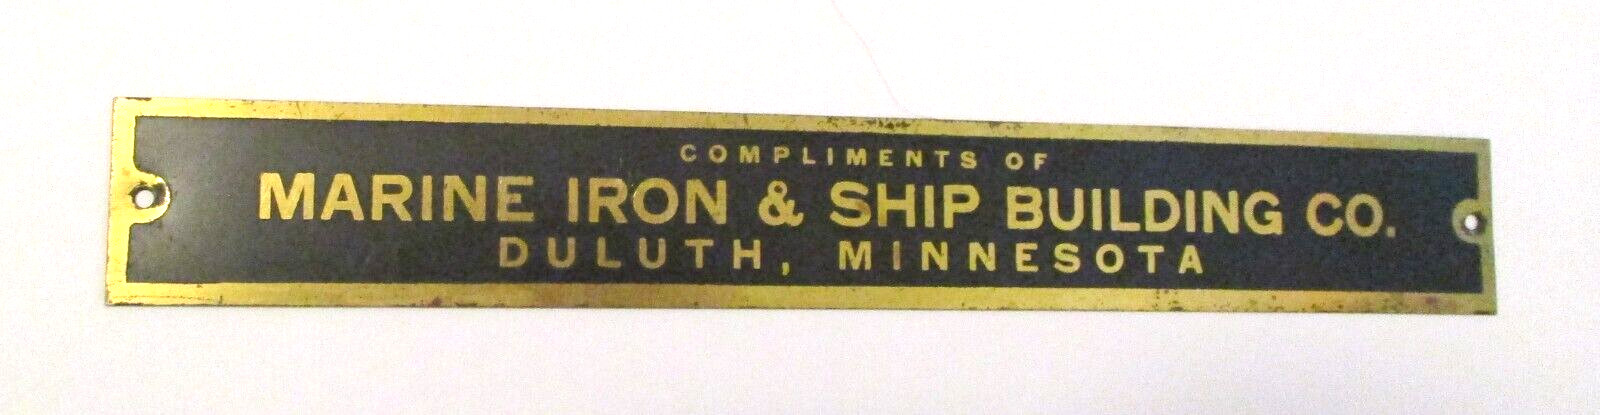 COMPLIMENTS OF
MARINE IRON & SHIP BUILDING CO.
DULUTH, MINNESOTA